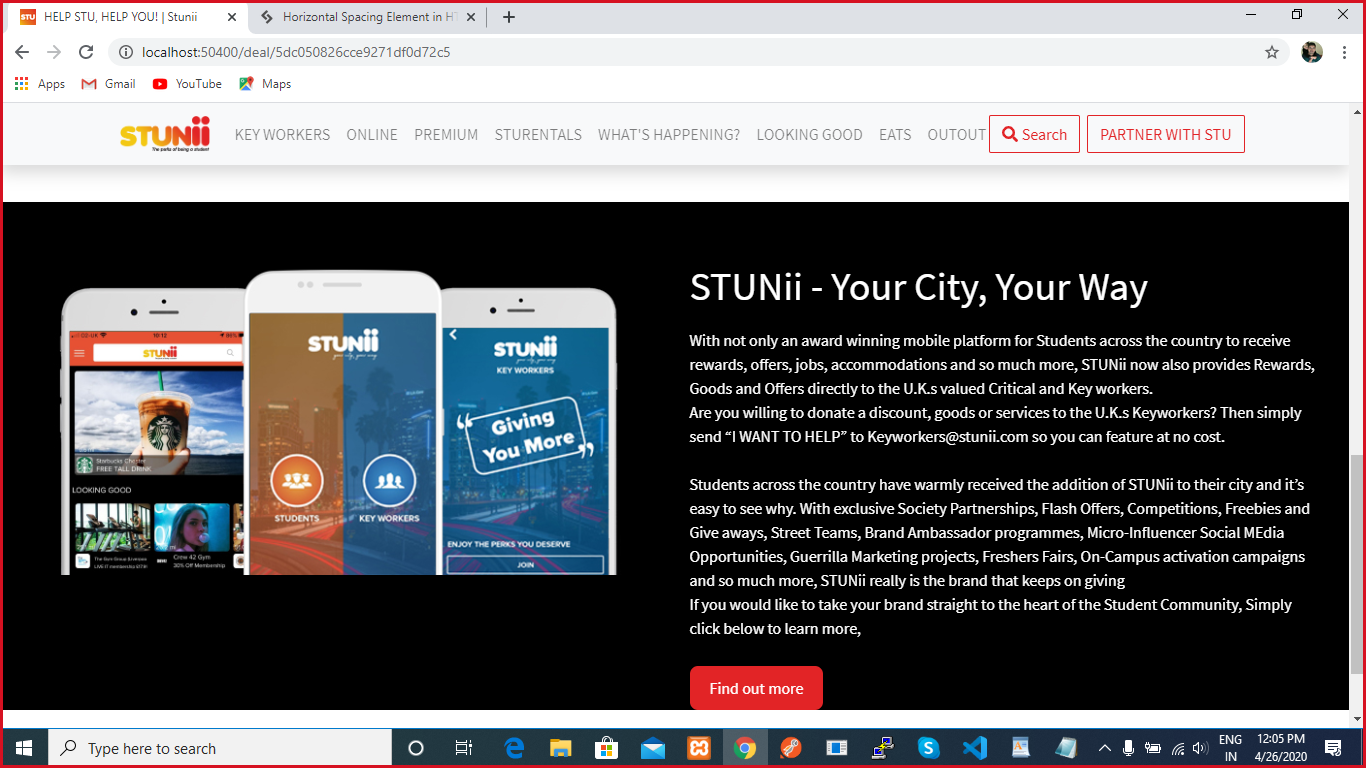 HELP STU, HELP YOU! | Stunii
Horizontal Spacing Element in HT
localhost:50400/deal/5dc050826cce9271df0d72c5
Apps Gmail YouTube Maps
STUNii
The perks of being a student
KEY WORKERS ONLINE PREMIUM STURENTALS WHAT'S HAPPENING? LOOKING GOOD EATS OUTOUT Search PARTNER WITH STU
STUNii - Your City, Your Way
With not only an award winning mobile platform for Students across the country to receive
rewards, offers, jobs, accommodations and so much more, STUNii now also provides Rewards,
Goods and Offers directly to the U.K.s valued Critical and Key workers.
Are you willing to donate a discount, goods or services to the U.K.s Keyworkers? Then simply
send “I WANT TO HELP” to Keyworkers@stunii.com so you can feature at no cost.
Students across the country have warmly received the addition of STUNii to their city and it’s
easy to see why. With exclusive Society Partnerships, Flash Offers, Competitions, Freebies and
Give aways, Street Teams, Brand Ambassador programmes, Micro-Influencer Social MEdia
Opportunities, Guerrilla Marketing projects, Freshers Fairs, On-Campus activation campaigns
and so much more, STUNii really is the brand that keeps on giving
If you would like to take your brand straight to the heart of the Student Community, Simply
click below to learn more,
Find out more
10:12
STUNii
Starbucks Chester
FREE TALL DRINK
LOOKING GOOD
Crew 42 Gym
30% Off Membership
STUNii
your city, your way
STUDENTS
KEY WORKERS
STUNii
your city, your way
KEY WORKERS
“Giving
You More”
ENJOY THE PERKS YOU DESERVE
JOIN
Type here to search
ENG
IN
12:05 PM
4/26/2020